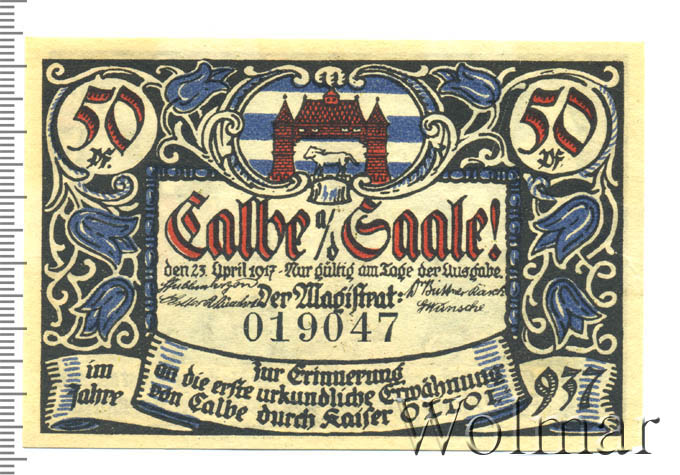 50 Pf.
50 Pf.
Calbe a/d Saale!
den 23. April 1917 · Nur gültig am Tage der Ausgabe.
Der Magistrat:
Wünsche
019047
im Jahre
937
Zur Erinnerung
an die erste urkundliche Erwähnung
von Calbe durch Kaiser OTTO I.
Wolmar